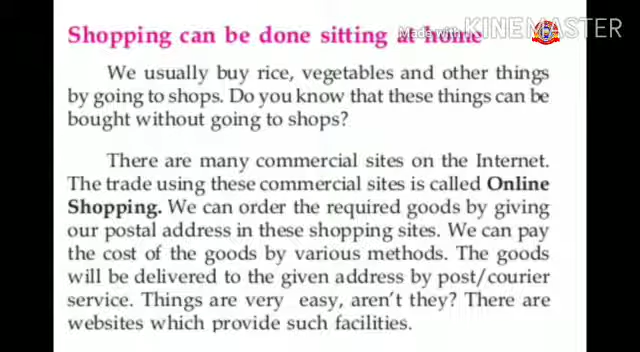 Shopping can be done sitting at home
Made with KINEMASTER
We usually buy rice, vegetables and other things
by going to shops. Do you know that these things can be
bought without going to shops?
There are many commercial sites on the Internet.
The trade using these commercial sites is called Online
Shopping. We can order the required goods by giving
our postal address in these shopping sites. We can pay
the cost of the goods by various methods. The goods
will be delivered to the given address by post/courier
service. Things are very easy, aren't they? There are
websites which provide such facilities.